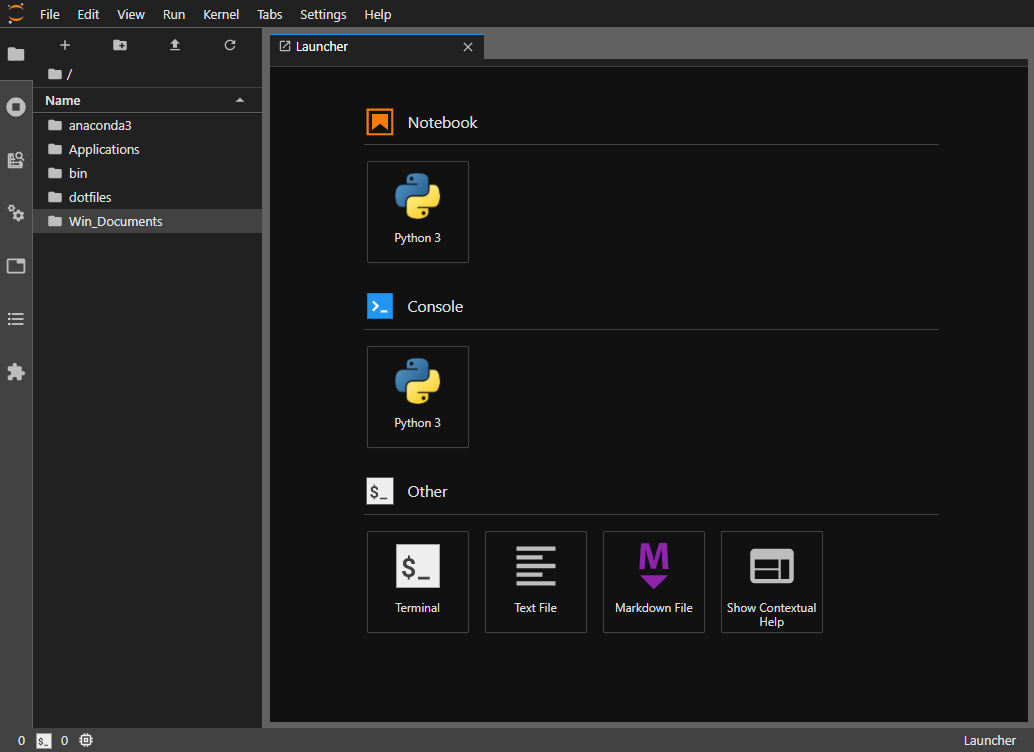 File Edit View Run Kernel Tabs Settings Help
Launcher
/
Name
anaconda3
Applications
bin
dotfiles
Win_Documents
Notebook
Python 3
Console
Python 3
$_ Other
$_
Terminal
Text File
M
Markdown File
Show Contextual
Help
0 $_ 0
Launcher